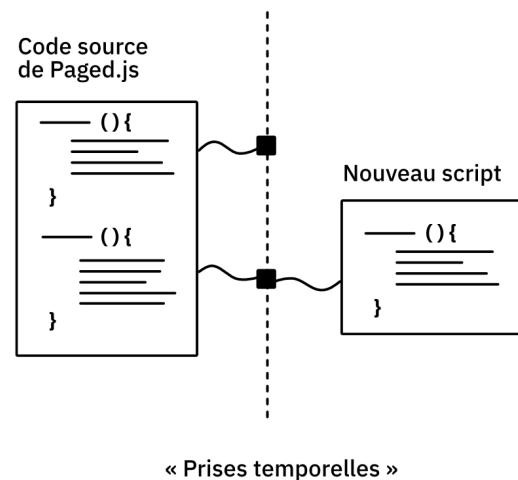 Code source
de Paged.js
() {
}
() {
}
Nouveau script
() {
}
« Prises temporelles »